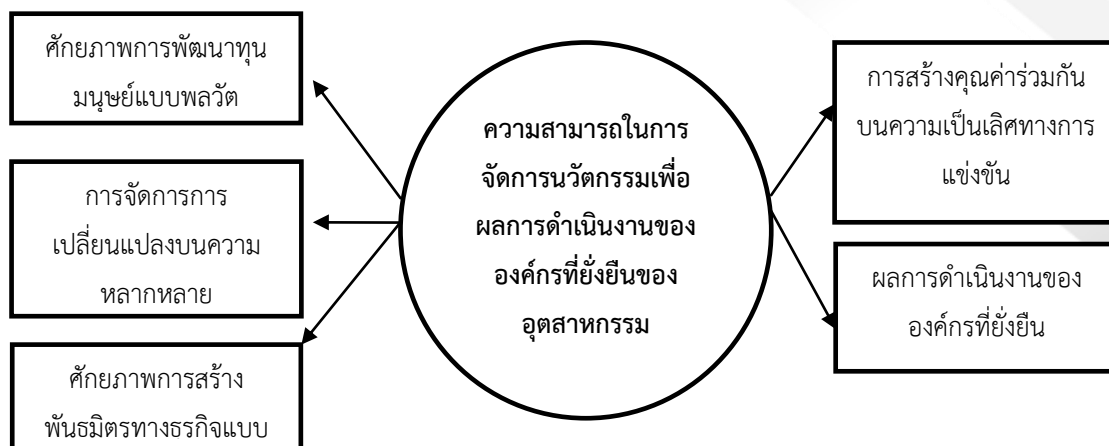 ศักยภาพการพัฒนาทุน
มนุษย์แบบพลวัต
การจัดการการ
เปลี่ยนแปลงบนความ
หลากหลาย
ศักยภาพการสร้าง
พันธมิตรทางธุรกิจแบบ
ความสามารถในการ
จัดการนวัตกรรมเพื่อ
ผลการดำเนินงานของ
องค์กรที่ยั่งยืนของ
อุตสาหกรรม
การสร้างคุณค่าร่วมกัน
บนความเป็นเลิศทางการ
แข่งขัน
ผลการดำเนินงานของ
องค์กรที่ยั่งยืน